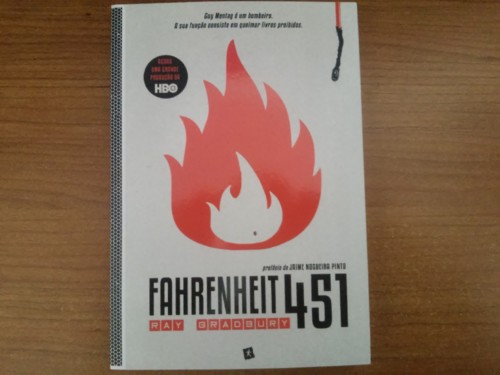 Guy Montag é um bombeiro.
A sua função consiste em queimar livros proibidos.
UMA GRANDE
PRODUÇÃO DA
HBO
prefácio de JAIME NOGUEIRA PINTO
FAHRENHEIT 451
RAY BRADBURY